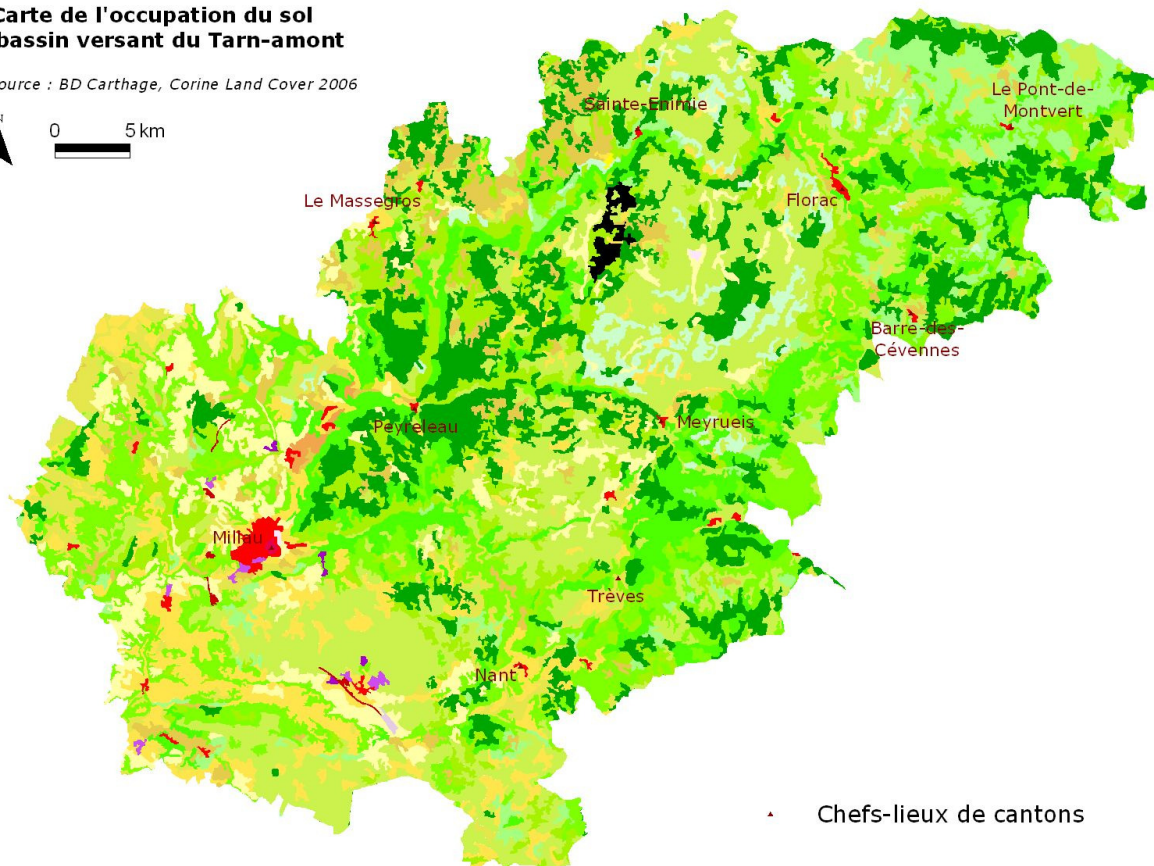 Carte de l'occupation du sol
bassin versant du Tarn-amont
ource : BD Carthage, Corine Land Cover 2006
N
0 5 km
Sainte-Enimie
Le Pont-de-
Montvert
Le Massegros
Florac
Barre-des-
Cévennes
Peyreleau
Meyrueis
Millau
Trèves
Nant
Chefs-lieux de cantons